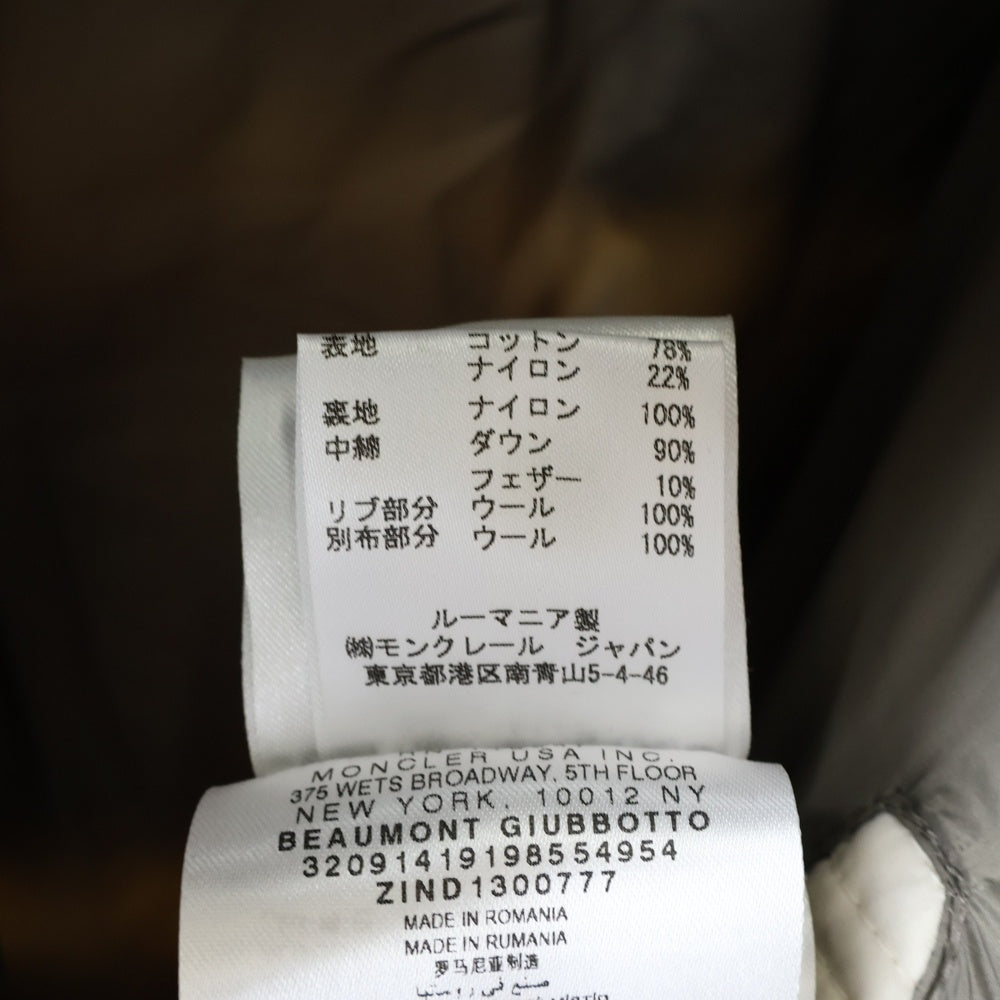 表地 コットン 78%
ナイロン 22%
裏地 ナイロン 100%
中綿 ダウン 90%
フェザー 10%
リブ部分 ウール 100%
別布部分 ウール 100%
ルーマニア製
㈱モンクレール ジャパン
東京都港区南青山5-4-46
MONCLER USA INC.
375 WETS BROADWAY, 5TH FLOOR
NEW YORK, 10012 NY
BEAUMONT GIUBBOTTO
320914191985549​54
ZIND1300777
MADE IN ROMANIA
MADE IN RUMANIA
罗马尼亚制造
صنع في رومانيا